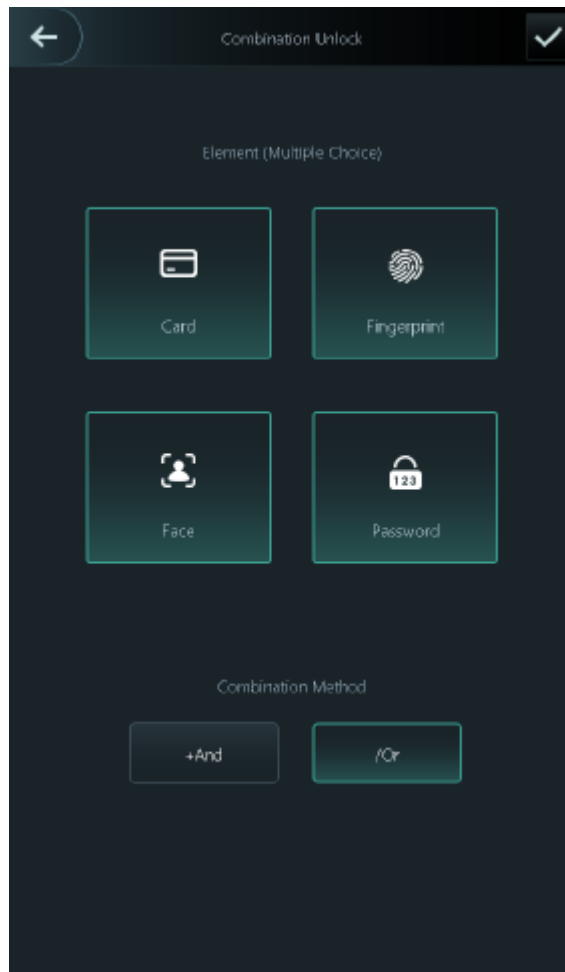 Combination Unlock
Element (Multiple Choice)
Card
Fingerprint
Face
123
Password
Combination Method
+And
/Or